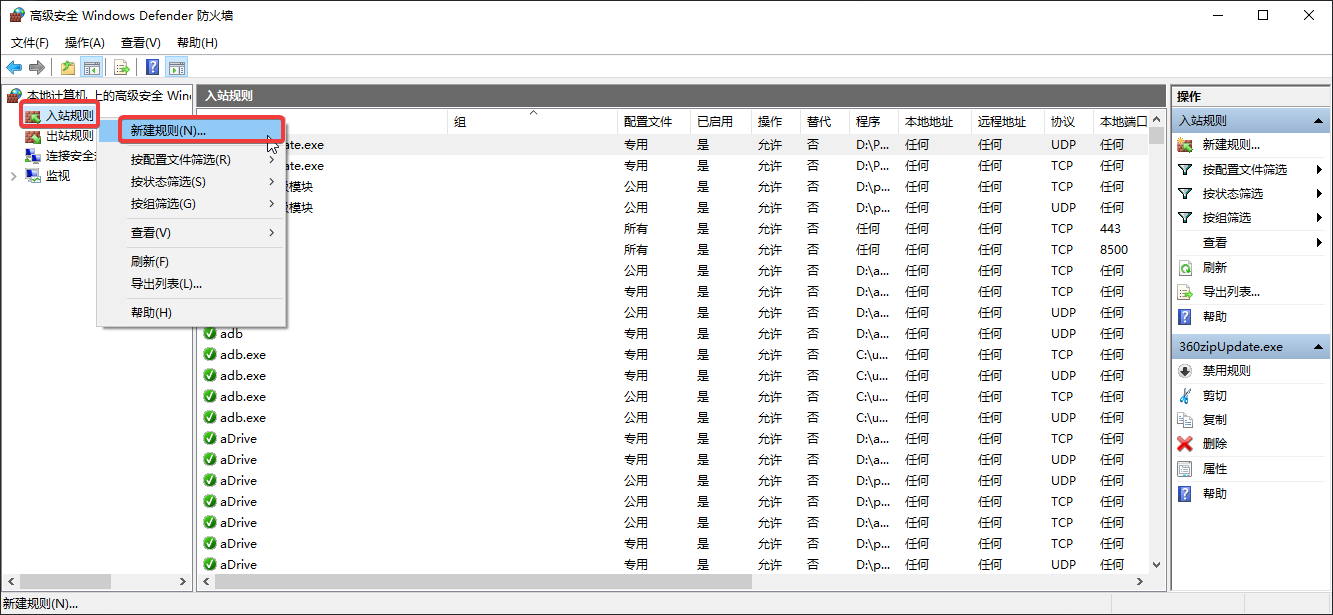 高级安全 Windows Defender 防火墙
文件(F) 操作(A) 查看(V) 帮助(H)
本地计算机 上的高级安全 Win
入站规则
出站规则
连接安全
监视
新建规则(N)...
按配置文件筛选(R)
按状态筛选(S)
按组筛选(G)
查看(V)
刷新(F)
导出列表(L)...
帮助(H)
入站规则
组 配置文件 已启用 操作 替代 程序 本地地址 远程地址 协议 本地端口
ate.exe 专用 是 允许 否 D:\P... 任何 任何 UDP 任何
ate.exe 专用 是 允许 否 D:\P... 任何 任何 TCP 任何
模块 公用 是 允许 否 D:\p... 任何 任何 TCP 任何
模块 公用 是 允许 否 D:\p... 任何 任何 UDP 任何
所有 是 允许 否 任何 任何 任何 TCP 443
所有 是 允许 否 任何 任何 任何 TCP 8500
公用 是 允许 否 D:\a... 任何 任何 TCP 任何
专用 是 允许 否 D:\a... 任何 任何 TCP 任何
公用 是 允许 否 D:\a... 任何 任何 UDP 任何
adb 专用 是 允许 否 D:\a... 任何 任何 UDP 任何
adb.exe 专用 是 允许 否 C:\u... 任何 任何 TCP 任何
adb.exe 专用 是 允许 否 C:\u... 任何 任何 UDP 任何
adb.exe 公用 是 允许 否 C:\u... 任何 任何 TCP 任何
adb.exe 公用 是 允许 否 C:\u... 任何 任何 UDP 任何
aDrive 专用 是 允许 否 D:\a... 任何 任何 TCP 任何
aDrive 专用 是 允许 否 D:\a... 任何 任何 UDP 任何
aDrive 公用 是 允许 否 D:\p... 任何 任何 UDP 任何
aDrive 公用 是 允许 否 D:\p... 任何 任何 TCP 任何
aDrive 公用 是 允许 否 D:\a... 任何 任何 TCP 任何
aDrive 专用 是 允许 否 D:\p... 任何 任何 TCP 任何
aDrive 专用 是 允许 否 D:\p... 任何 任何 UDP 任何
操作
入站规则
新建规则...
按配置文件筛选
按状态筛选
按组筛选
查看
刷新
导出列表...
帮助
360zipUpdate.exe
禁用规则
剪切
复制
删除
属性
帮助
新建规则(N)...